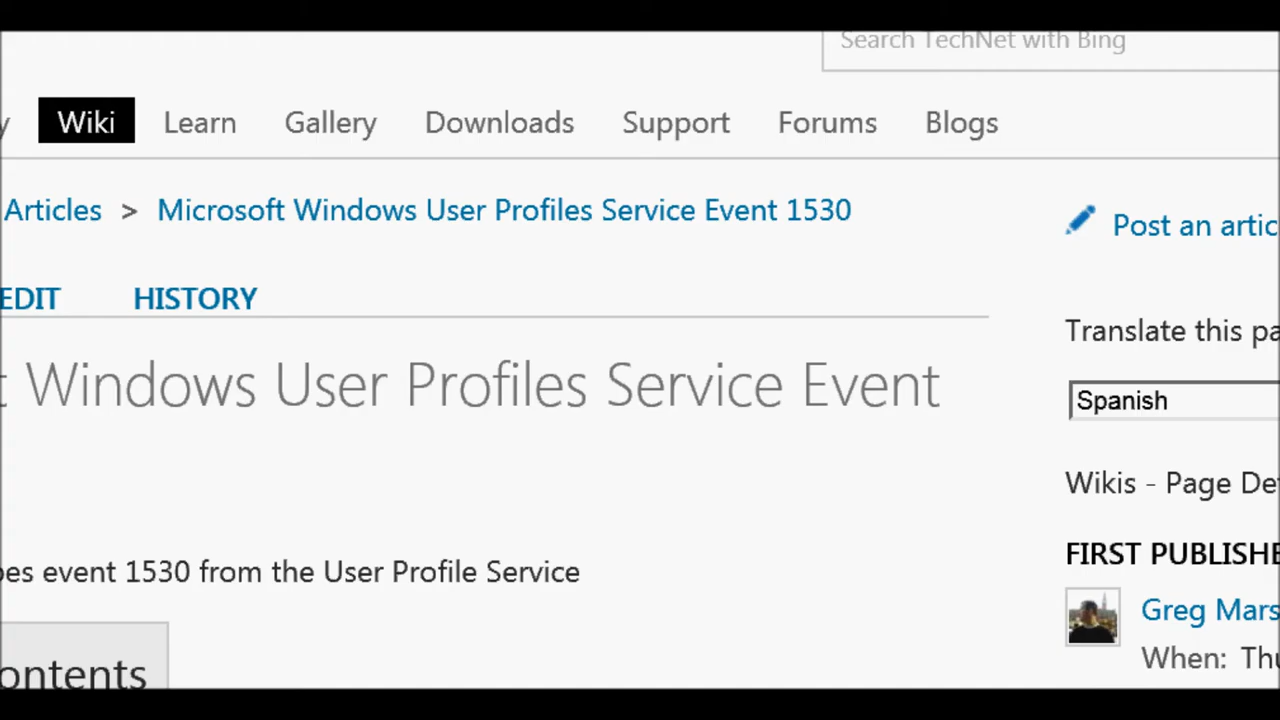 Search TechNet with Bing
Wiki Learn Gallery Downloads Support Forums Blogs
Articles > Microsoft Windows User Profiles Service Event 1530
Post an artic
EDIT HISTORY
Translate this pa
Windows User Profiles Service Event
Spanish
Wikis - Page De
FIRST PUBLISHE
event 1530 from the User Profile Service
Greg Mars
When: Thu
ontents